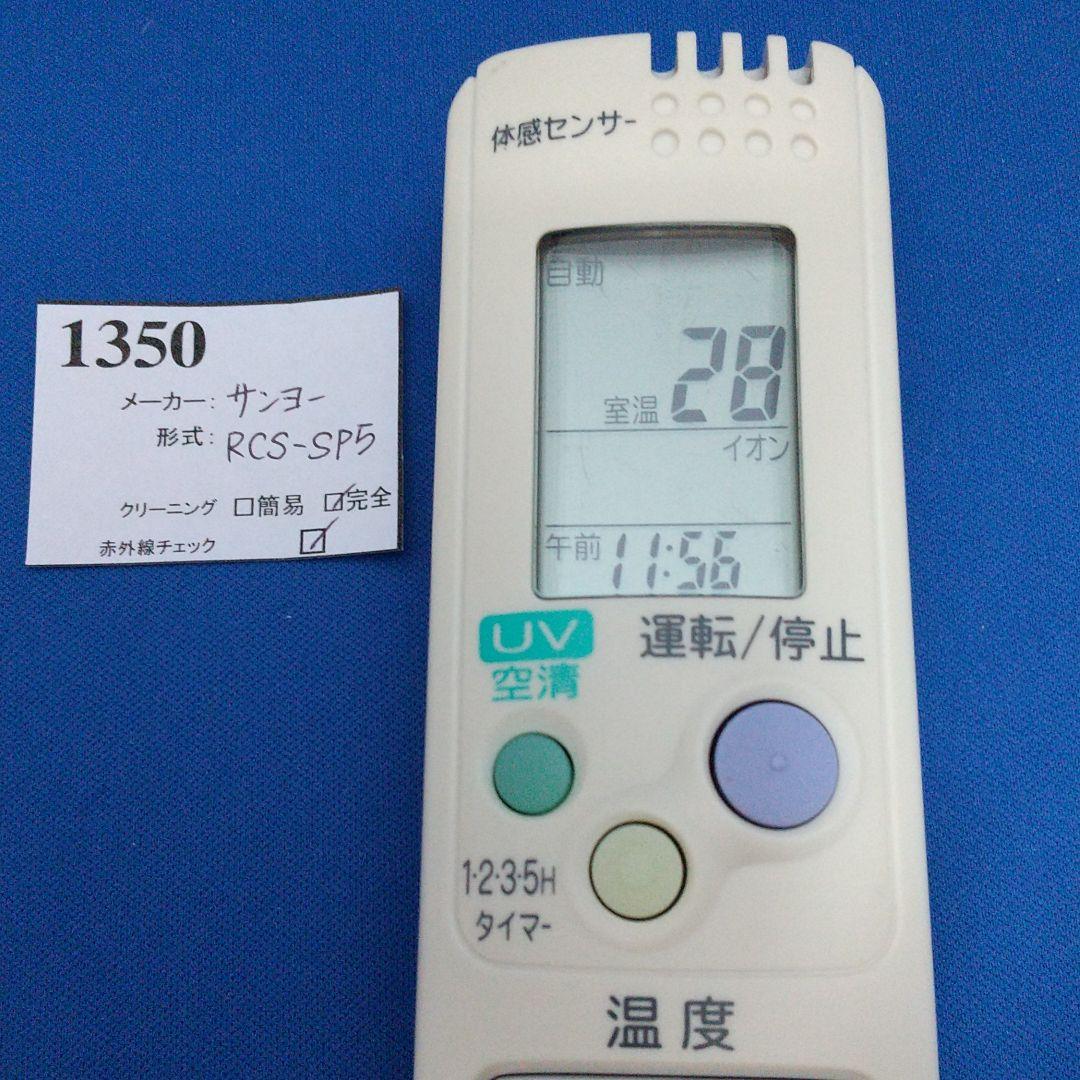 1350
メーカー: サンヨー
形式: RCS-SP5
クリーニング □簡易 ☑完全
赤外線チェック ☑
体感センサー
自動
室温 28
イオン
午前 11:56
UV
空清
運転/停止
1・2・3・5H
タイマー
温度